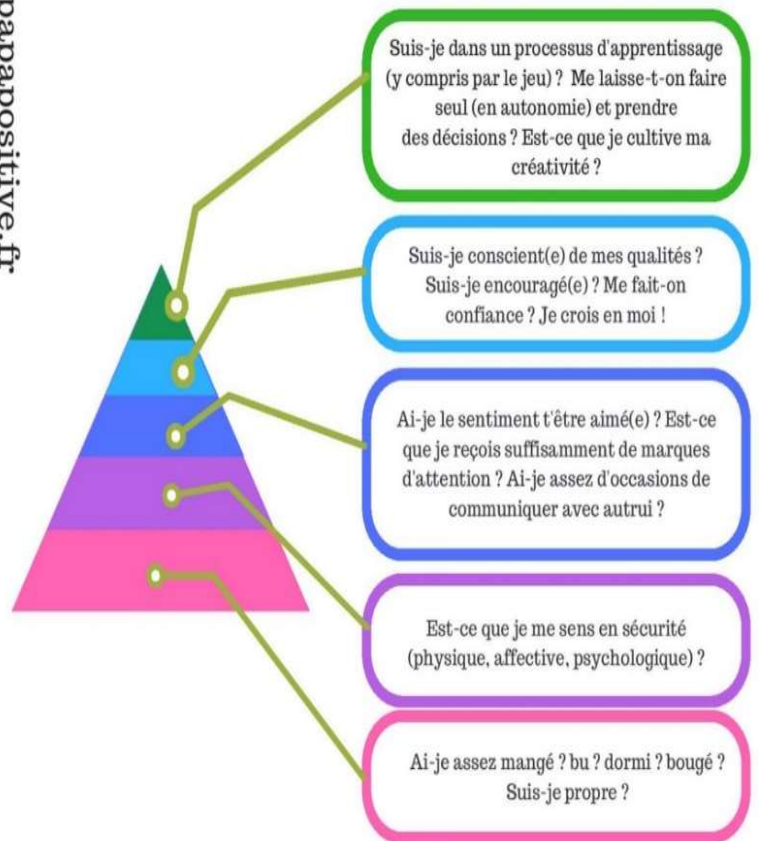 papapositive.fr
Suis-je dans un processus d'apprentissage
(y compris par le jeu) ? Me laisse-t-on faire
seul (en autonomie) et prendre
des décisions ? Est-ce que je cultive ma
créativité ?
Suis-je conscient(e) de mes qualités ?
Suis-je encouragé(e) ? Me fait-on
confiance ? Je crois en moi !
Ai-je le sentiment t'être aimé(e) ? Est-ce
que je reçois suffisamment de marques
d'attention ? Ai-je assez d'occasions de
communiquer avec autrui ?
Est-ce que je me sens en sécurité
(physique, affective, psychologique) ?
Ai-je assez mangé ? bu ? dormi ? bougé ?
Suis-je propre ?